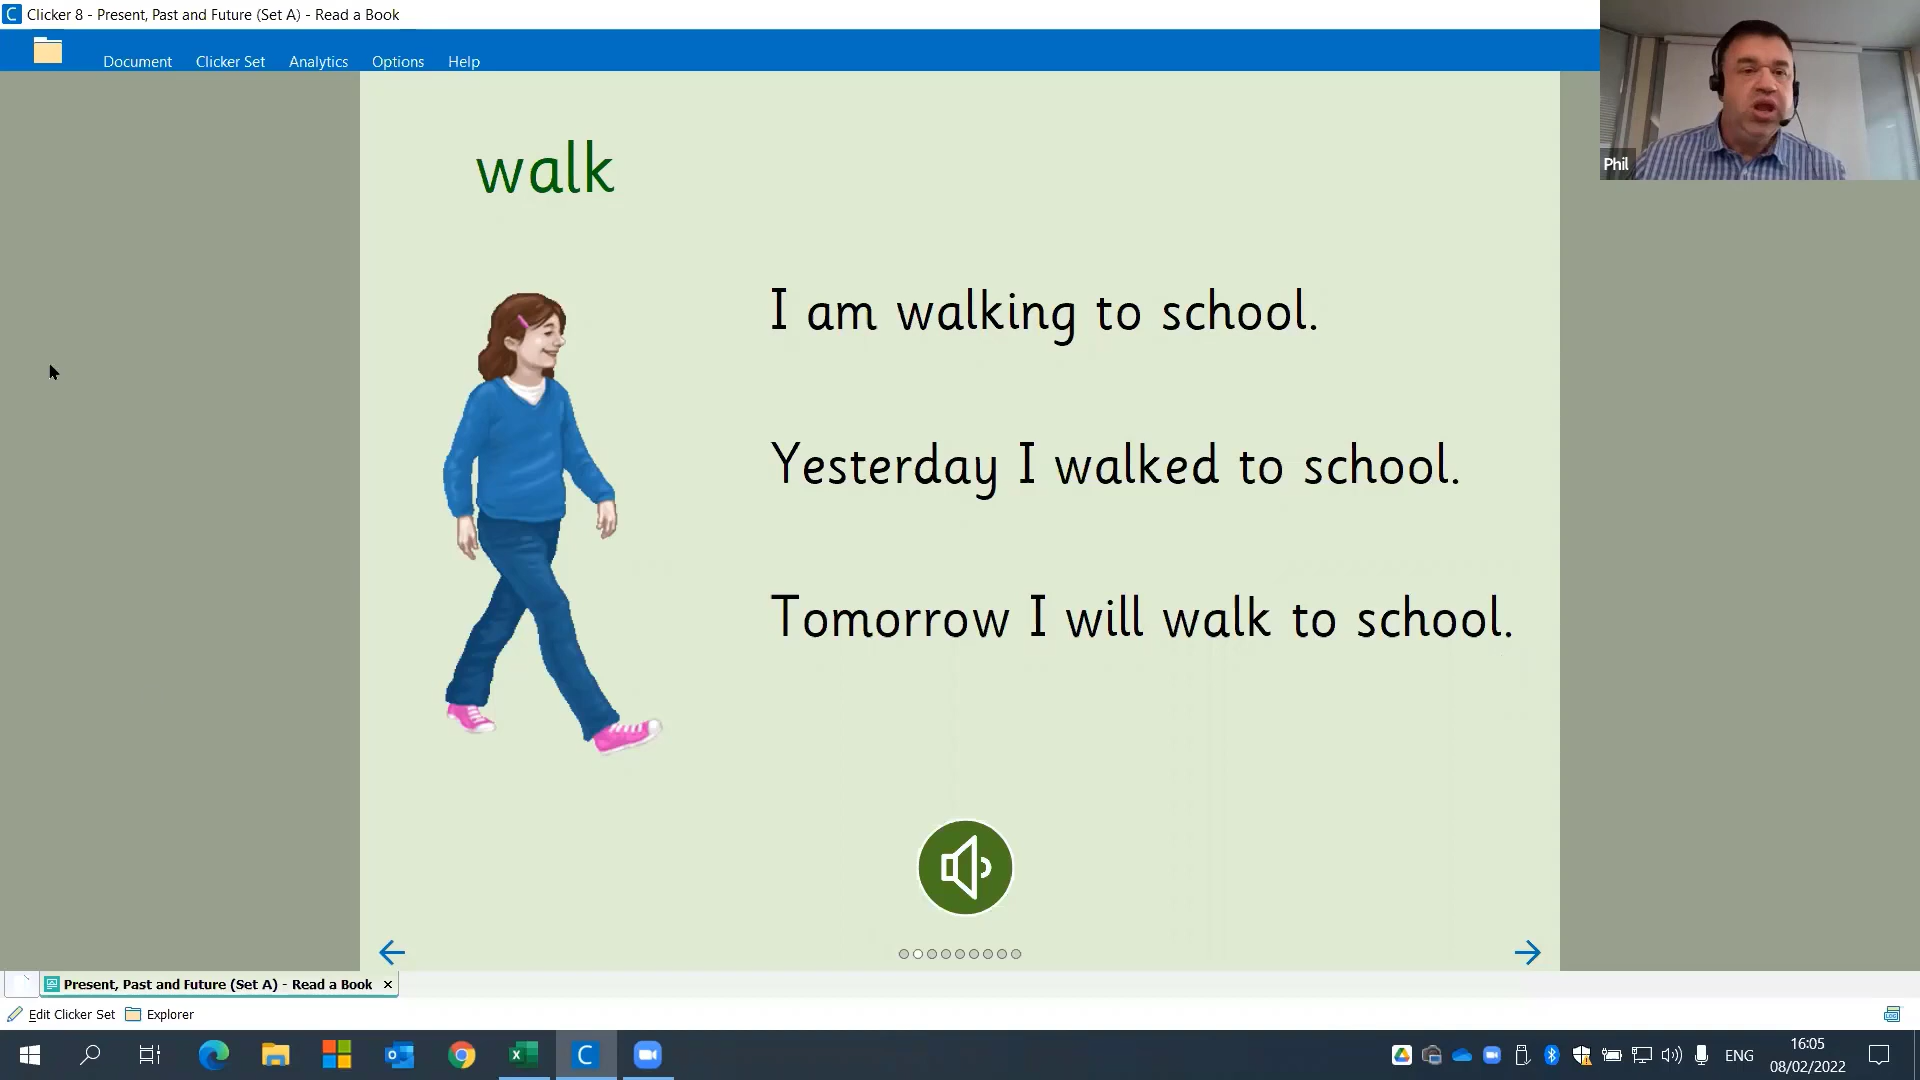 Clicker 8 - Present, Past and Future (Set A) - Read a Book
Document Clicker Set Analytics Options Help
Phil
walk
I am walking to school.
Yesterday I walked to school.
Tomorrow I will walk to school.
Present, Past and Future (Set A) - Read a Book
Edit Clicker Set Explorer
ENG
16:05
08/02/2022